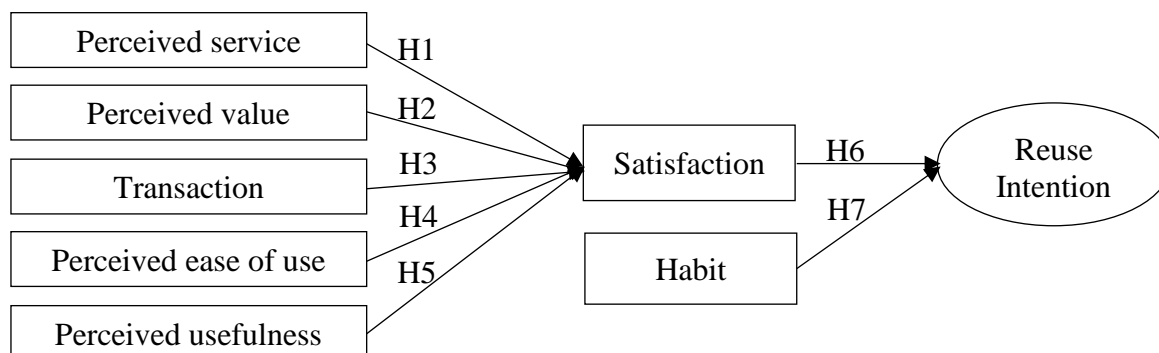 Perceived service
H1
Perceived value
H2
Transaction
H3
Perceived ease of use
H4
Perceived usefulness
H5
Satisfaction
H6
Habit
H7
Reuse
Intention